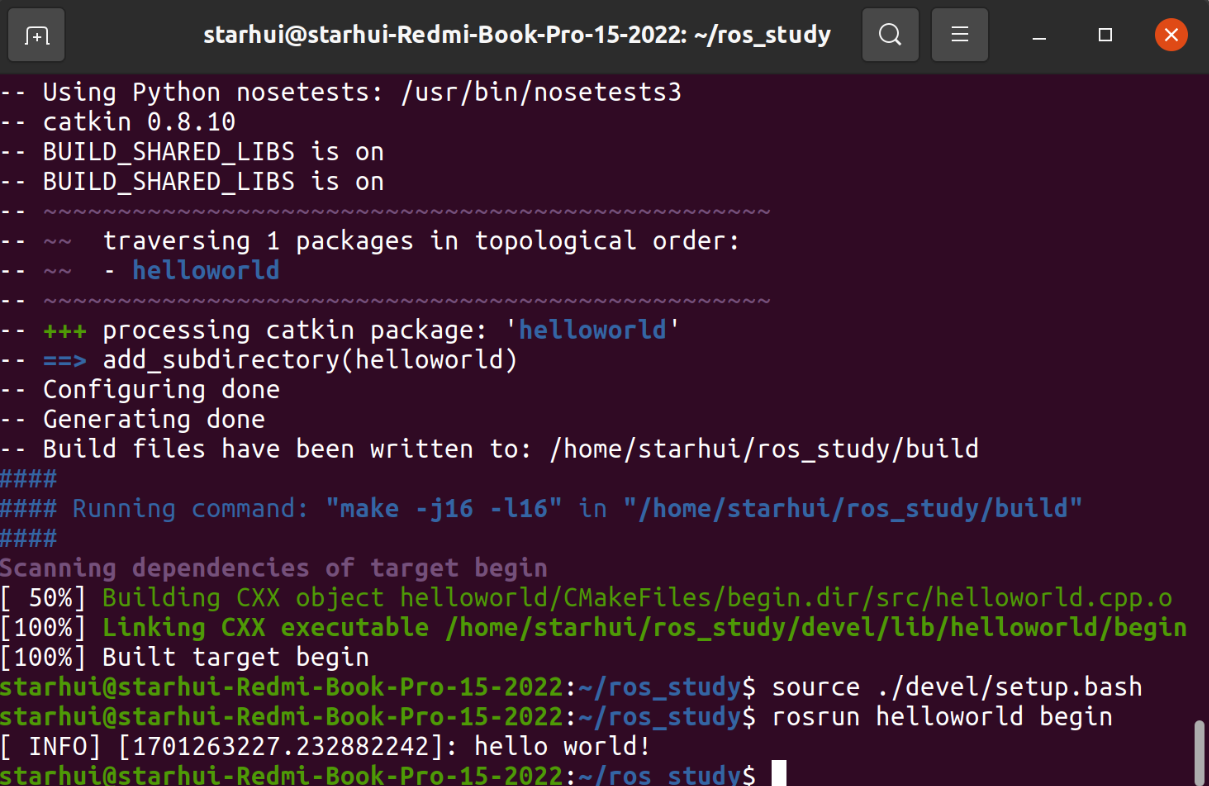 starhui@starhui-Redmi-Book-Pro-15-2022: ~/ros_study
-- Using Python nosetests: /usr/bin/nosetests3
-- catkin 0.8.10
-- BUILD_SHARED_LIBS is on
-- BUILD_SHARED_LIBS is on
-- ~~~~~~~~~~~~~~~~~~~~~~~~~~~~~~~~~~~~~~~~~~~~~~~~~
-- ~~  traversing 1 packages in topological order:
-- ~~  - helloworld
-- ~~~~~~~~~~~~~~~~~~~~~~~~~~~~~~~~~~~~~~~~~~~~~~~~~
-- +++ processing catkin package: 'helloworld'
-- ==> add_subdirectory(helloworld)
-- Configuring done
-- Generating done
-- Build files have been written to: /home/starhui/ros_study/build
####
#### Running command: "make -j16 -l16" in "/home/starhui/ros_study/build"
####
Scanning dependencies of target begin
[ 50%] Building CXX object helloworld/CMakeFiles/begin.dir/src/helloworld.cpp.o
[100%] Linking CXX executable /home/starhui/ros_study/devel/lib/helloworld/begin
[100%] Built target begin
starhui@starhui-Redmi-Book-Pro-15-2022:~/ros_study$ source ./devel/setup.bash
starhui@starhui-Redmi-Book-Pro-15-2022:~/ros_study$ rosrun helloworld begin
[ INFO] [1701263227.232882242]: hello world!
starhui@starhui-Redmi-Book-Pro-15-2022:~/ros_study$